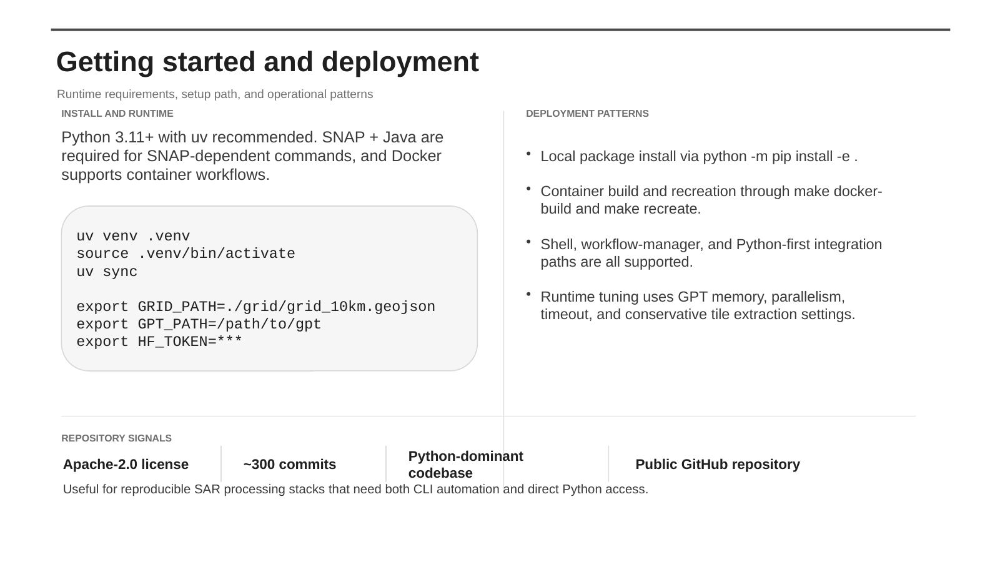 Getting started and deployment
Runtime requirements, setup path, and operational patterns
INSTALL AND RUNTIME
Python 3.11+ with uv recommended. SNAP + Java are
required for SNAP-dependent commands, and Docker
supports container workflows.
uv venv .venv
source .venv/bin/activate
uv sync
export GRID_PATH=./grid/grid_10km.geojson
export GPT_PATH=/path/to/gpt
export HF_TOKEN=***
DEPLOYMENT PATTERNS
• Local package install via python -m pip install -e .
• Container build and recreation through make docker-
build and make recreate.
• Shell, workflow-manager, and Python-first integration
paths are all supported.
• Runtime tuning uses GPT memory, parallelism,
timeout, and conservative tile extraction settings.
REPOSITORY SIGNALS
Apache-2.0 license
~300 commits
Python-dominant
codebase
Public GitHub repository
Useful for reproducible SAR processing stacks that need both CLI automation and direct Python access.